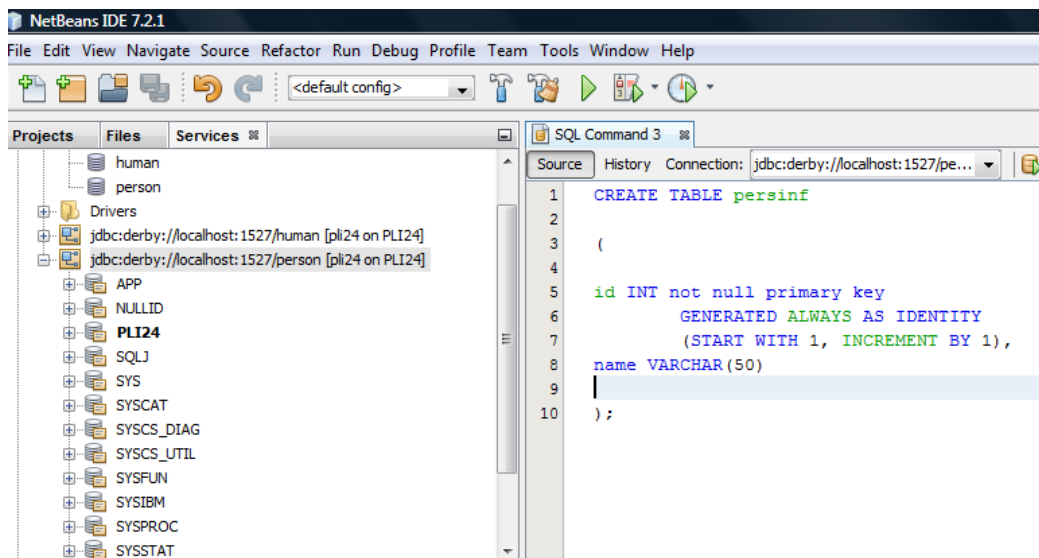 NetBeans IDE 7.2.1
File Edit View Navigate Source Refactor Run Debug Profile Team Tools Window Help
<default config>
Projects Files Services
human
person
Drivers
jdbc:derby://localhost:1527/human [pli24 on PLI24]
jdbc:derby://localhost:1527/person [pli24 on PLI24]
APP
NULLID
PLI24
SQLJ
SYS
SYSCAT
SYSCS_DIAG
SYSCS_UTIL
SYSFUN
SYSIBM
SYSPROC
SYSSTAT
SQL Command 3
Source History Connection: jdbc:derby://localhost:1527/pe...
1 CREATE TABLE persinf
2
3 (
4
5 id INT not null primary key
6 GENERATED ALWAYS AS IDENTITY
7 (START WITH 1, INCREMENT BY 1),
8 name VARCHAR(50)
9
10 );